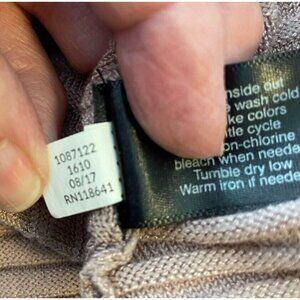 1087122
1610
08/17
RN118641
nside out
wash cold
ke colors
tle cycle
on-chlorine
bleach when neede
Tumble dry low
Warm iron if neede